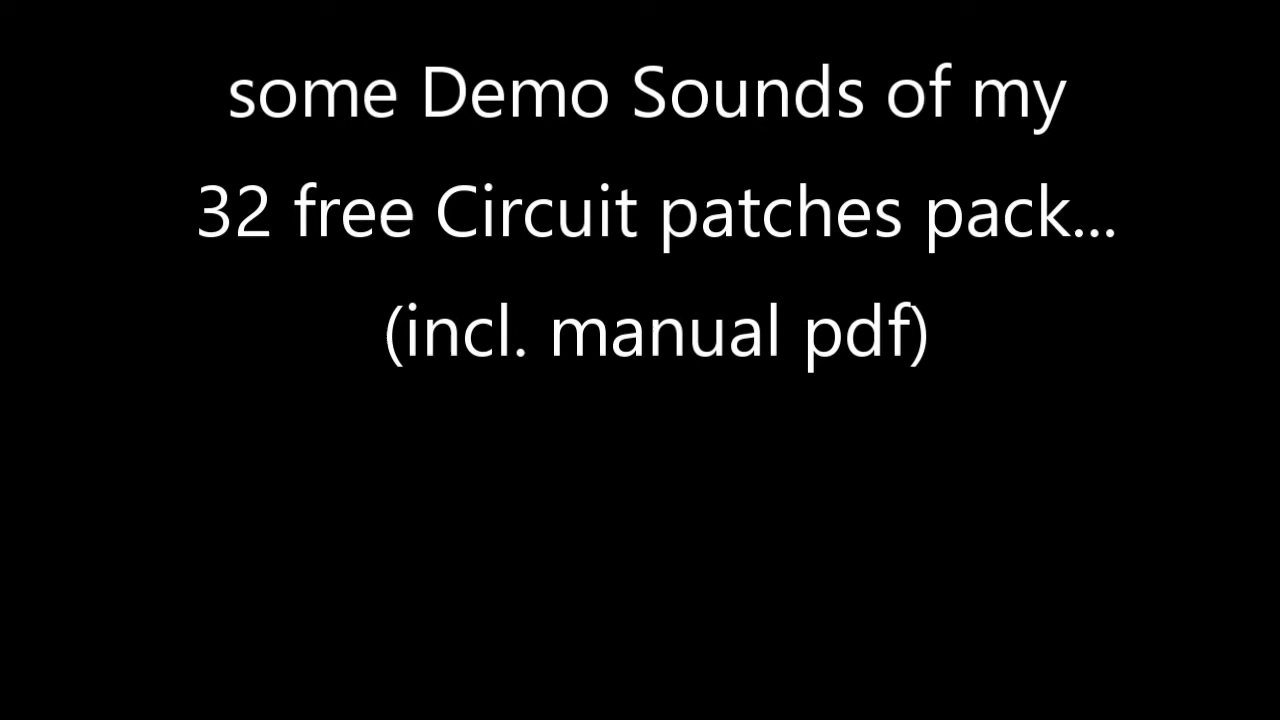 some Demo Sounds of my
32 free Circuit patches pack...
(incl. manual pdf)